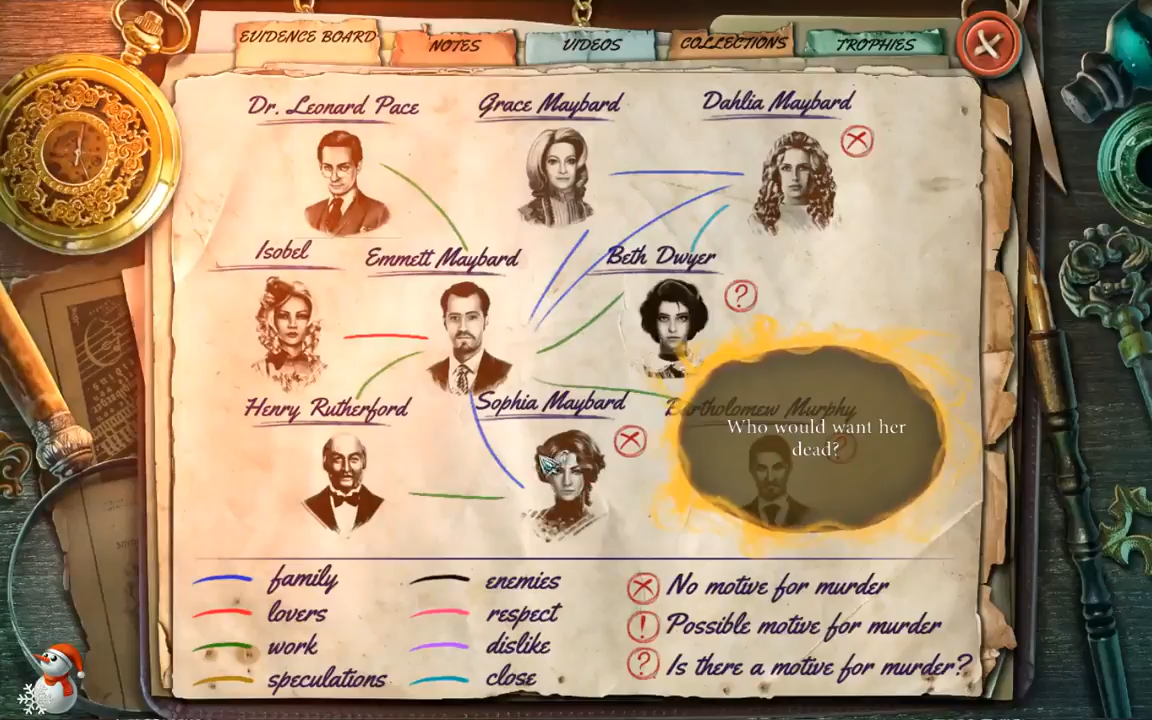 EVIDENCE BOARD
NOTES
VIDEOS
COLLECTIONS
TROPHIES
Dr. Leonard Pace
Grace Maybard
Dahlia Maybard
Isobel
Emmett Maybard
Beth Dwyer
Henry Rutherford
Sophia Maybard
Bartholomew Murphy
Who would want her
dead?
family
enemies
No motive for murder
lovers
respect
Possible motive for murder
work
dislike
Is there a motive for murder?
speculations
close